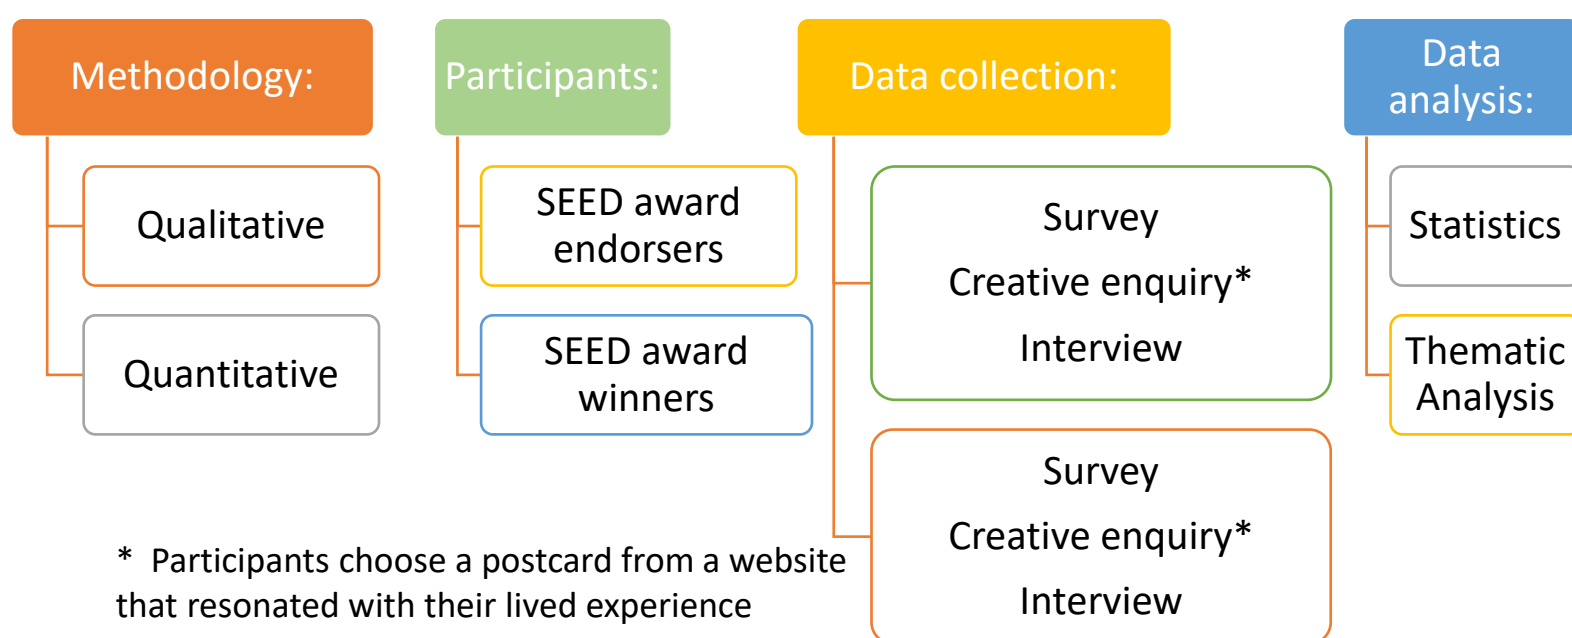 Methodology:
Qualitative
Quantitative
Participants:
SEED award
endorsers
SEED award
winners
Data collection:
Survey
Creative enquiry*
Interview
Survey
Creative enquiry*
Interview
Data
analysis:
Statistics
Thematic
Analysis
* Participants choose a postcard from a website
that resonated with their lived experience